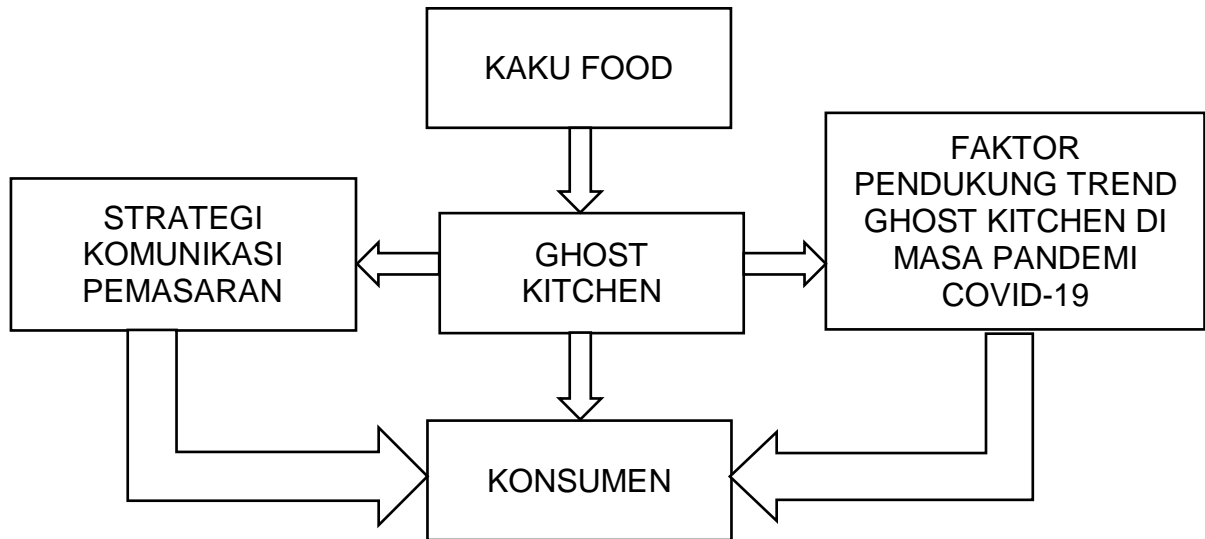 KAKU FOOD
STRATEGI
KOMUNIKASI
PEMASARAN
GHOST
KITCHEN
FAKTOR
PENDUKUNG TREND
GHOST KITCHEN DI
MASA PANDEMI
COVID-19
KONSUMEN